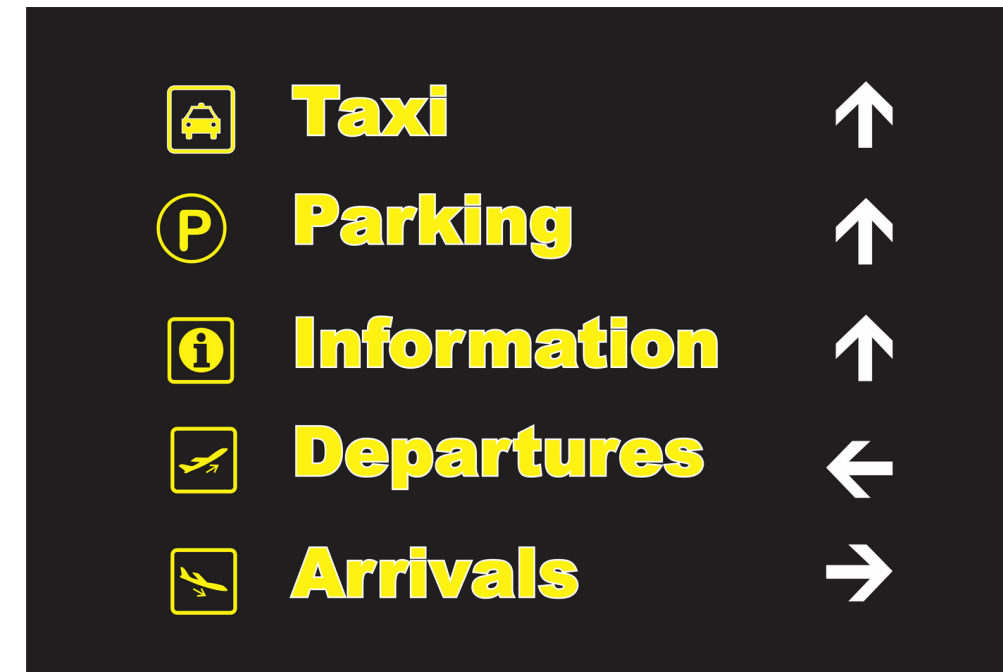 Taxi
P Parking
i Information
Departures
Arrivals